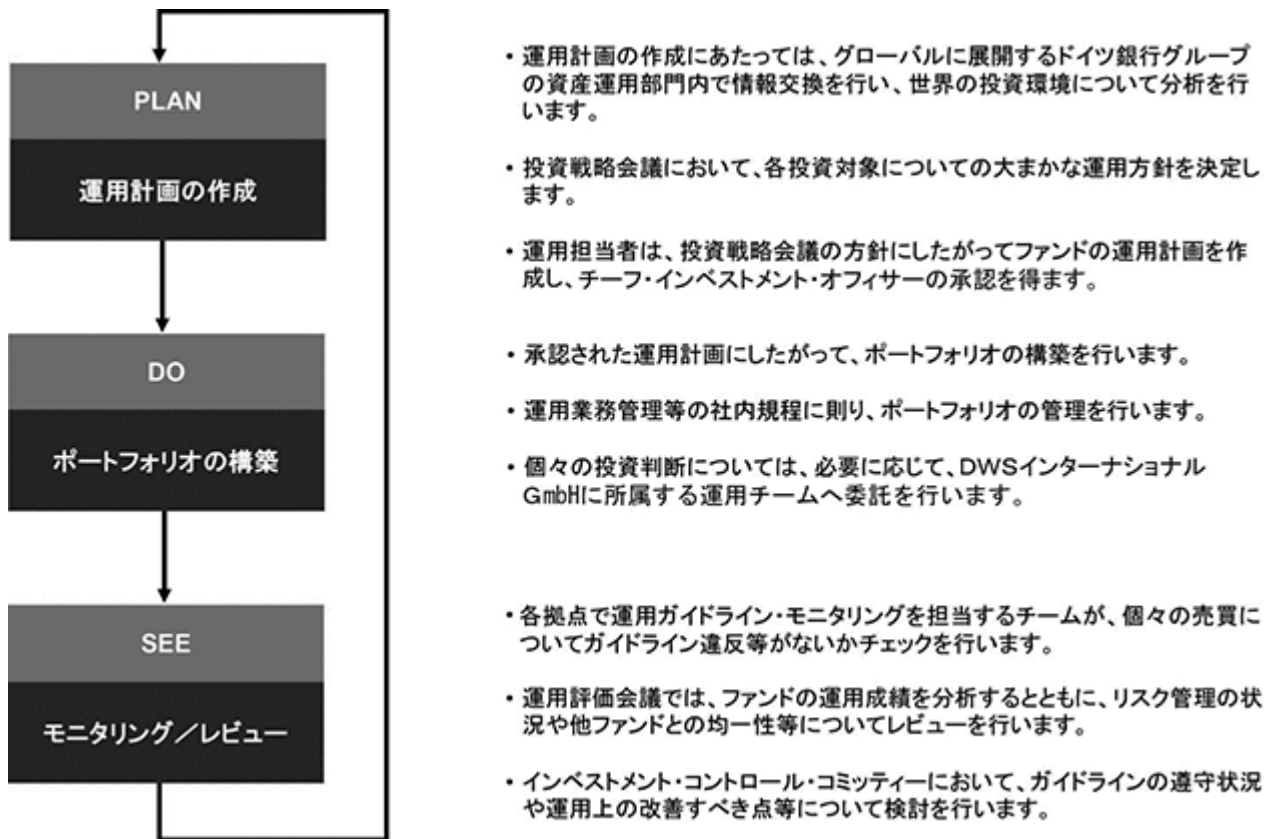 PLAN
運用計画の作成
・運用計画の作成にあたっては、グローバルに展開するドイツ銀行グループ
の資産運用部門内で情報交換を行い、世界の投資環境について分析を行
います。
・投資戦略会議において、各投資対象についての大まかな運用方針を決定し
ます。
・運用担当者は、投資戦略会議の方針にしたがってファンドの運用計画を作
成し、チーフ・インベストメント・オフィサーの承認を得ます。
DO
ポートフォリオの構築
・承認された運用計画にしたがって、ポートフォリオの構築を行います。
・運用業務管理等の社内規程に則り、ポートフォリオの管理を行います。
・個々の投資判断については、必要に応じて、DWSインターナショナル
GmbHに所属する運用チームへ委託を行います。
SEE
モニタリング／レビュー
・各拠点で運用ガイドライン・モニタリングを担当するチームが、個々の売買に
ついてガイドライン違反等がないかチェックを行います。
・運用評価会議では、ファンドの運用成績を分析するとともに、リスク管理の状
況や他ファンドとの均一性等についてレビューを行います。
・インベストメント・コントロール・コミッティーにおいて、ガイドラインの遵守状況
や運用上の改善すべき点等について検討を行います。